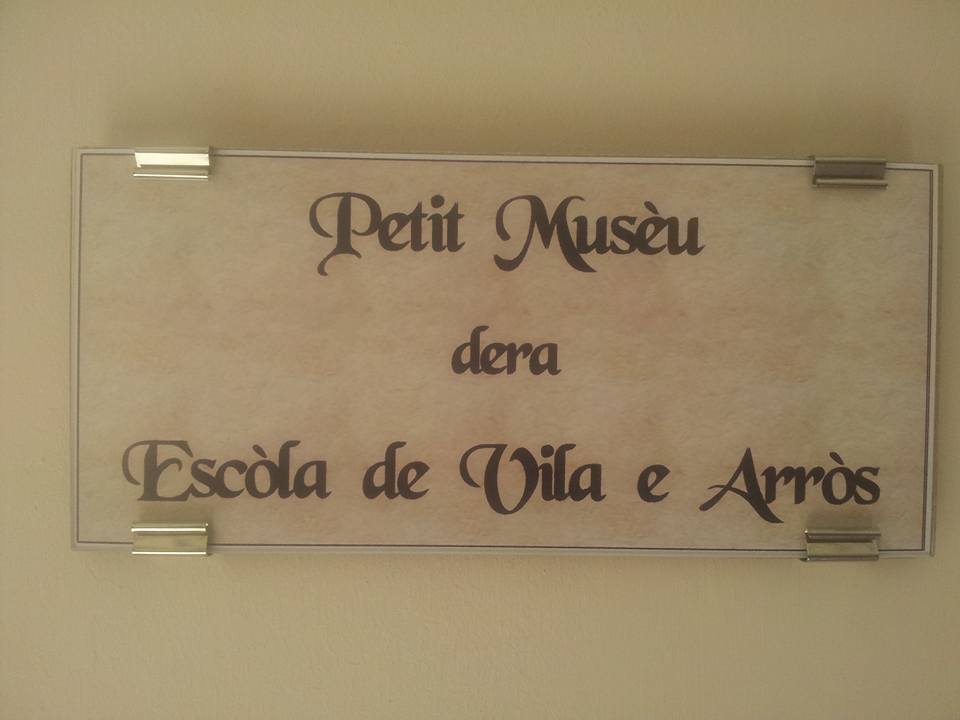 Petit Musèu
dera
Escòla de Vila e Arròs